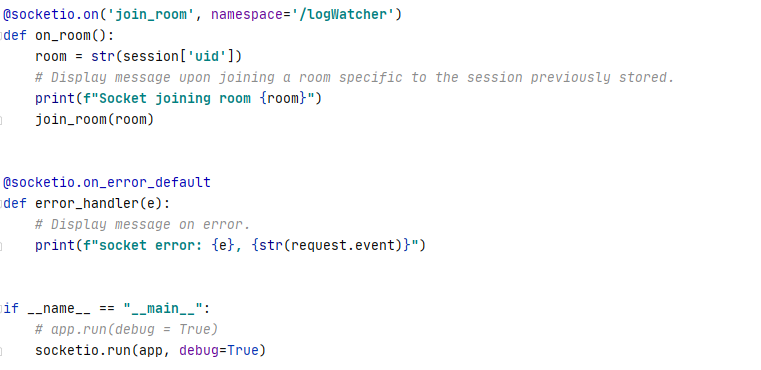 @socketio.on('join_room', namespace='/logWatcher')
def on_room():
    room = str(session['uid'])
    # Display message upon joining a room specific to the session previously stored.
    print(f"Socket joining room {room}")
    join_room(room)
@socketio.on_error_default
def error_handler(e):
    # Display message on error.
    print(f"socket error: {e}, {str(request.event)}")
if __name__ == "__main__":
    # app.run(debug = True)
    socketio.run(app, debug=True)